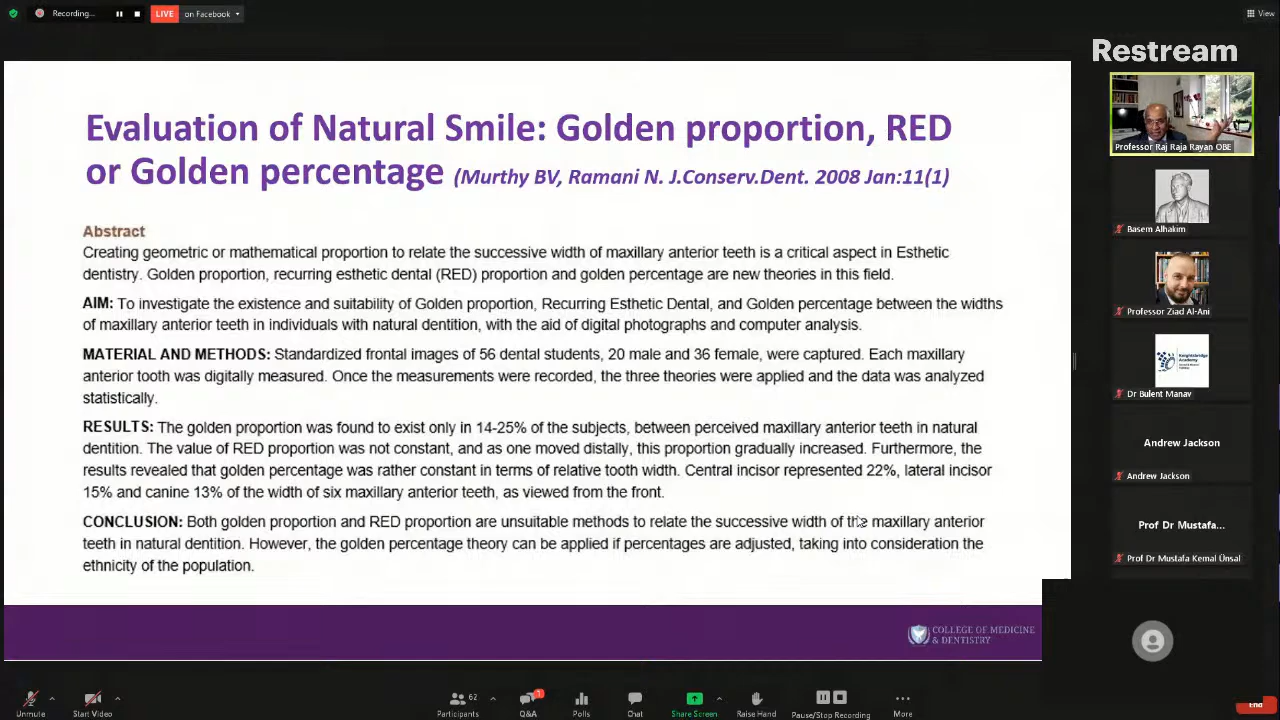 Recording...
LIVE
on Facebook
View
Restream
Evaluation of Natural Smile: Golden proportion, RED
or Golden percentage (Murthy BV, Ramani N. J.Conserv.Dent. 2008 Jan:11(1)
Abstract
Creating geometric or mathematical proportion to relate the successive width of maxillary anterior teeth is a critical aspect in Esthetic
dentistry. Golden proportion, recurring esthetic dental (RED) proportion and golden percentage are new theories in this field.
AIM: To investigate the existence and suitability of Golden proportion, Recurring Esthetic Dental, and Golden percentage between the widths
of maxillary anterior teeth in individuals with natural dentition, with the aid of digital photographs and computer analysis.
MATERIAL AND METHODS: Standardized frontal images of 56 dental students, 20 male and 36 female, were captured. Each maxillary
anterior tooth was digitally measured. Once the measurements were recorded, the three theories were applied and the data was analyzed
statistically.
RESULTS: The golden proportion was found to exist only in 14-25% of the subjects, between perceived maxillary anterior teeth in natural
dentition. The value of RED proportion was not constant, and as one moved distally, this proportion gradually increased. Furthermore, the
results revealed that golden percentage was rather constant in terms of relative tooth width. Central incisor represented 22%, lateral incisor
15% and canine 13% of the width of six maxillary anterior teeth, as viewed from the front.
CONCLUSION: Both golden proportion and RED proportion are unsuitable methods to relate the successive width of the maxillary anterior
teeth in natural dentition. However, the golden percentage theory can be applied if percentages are adjusted, taking into consideration the
ethnicity of the population.
COLLEGE OF MEDICINE
& DENTISTRY
Professor Raj Raja Rayan OBE
Basem Alhakim
Professor Ziad Al-Ani
Dr Bulent Manav
Andrew Jackson
Andrew Jackson
Prof Dr Mustafa...
Prof Dr Mustafa Kemal Ünsal
Unmute
Start Video
62
Participants
1
Q&A
Polls
Chat
Share Screen
Raise Hand
Pause/Stop Recording
More
End